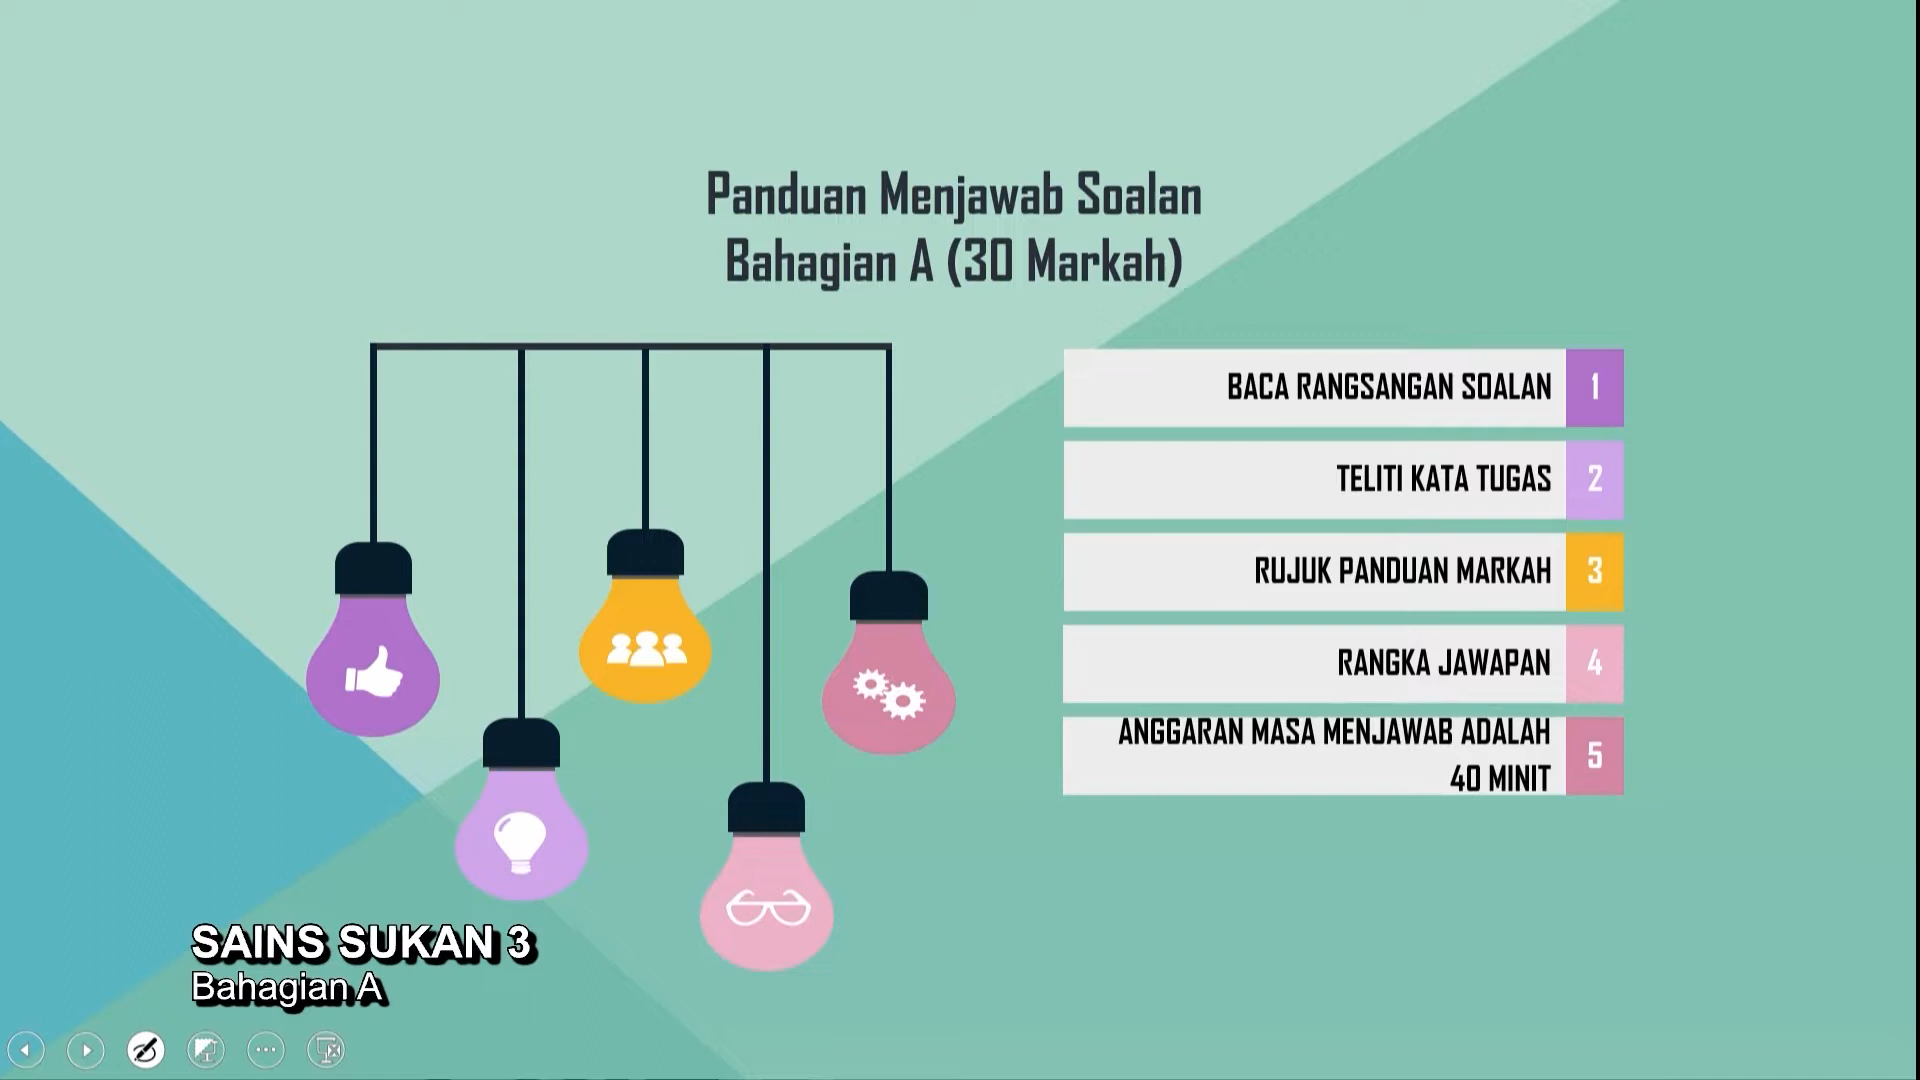 Panduan Menjawab Soalan
Bahagian A (30 Markah)
BACA RANGSANGAN SOALAN 1
TELITI KATA TUGAS 2
RUJUK PANDUAN MARKAH 3
RANGKA JAWAPAN 4
ANGGARAN MASA MENJAWAB ADALAH
40 MINIT 5
SAINS SUKAN 3
Bahagian A